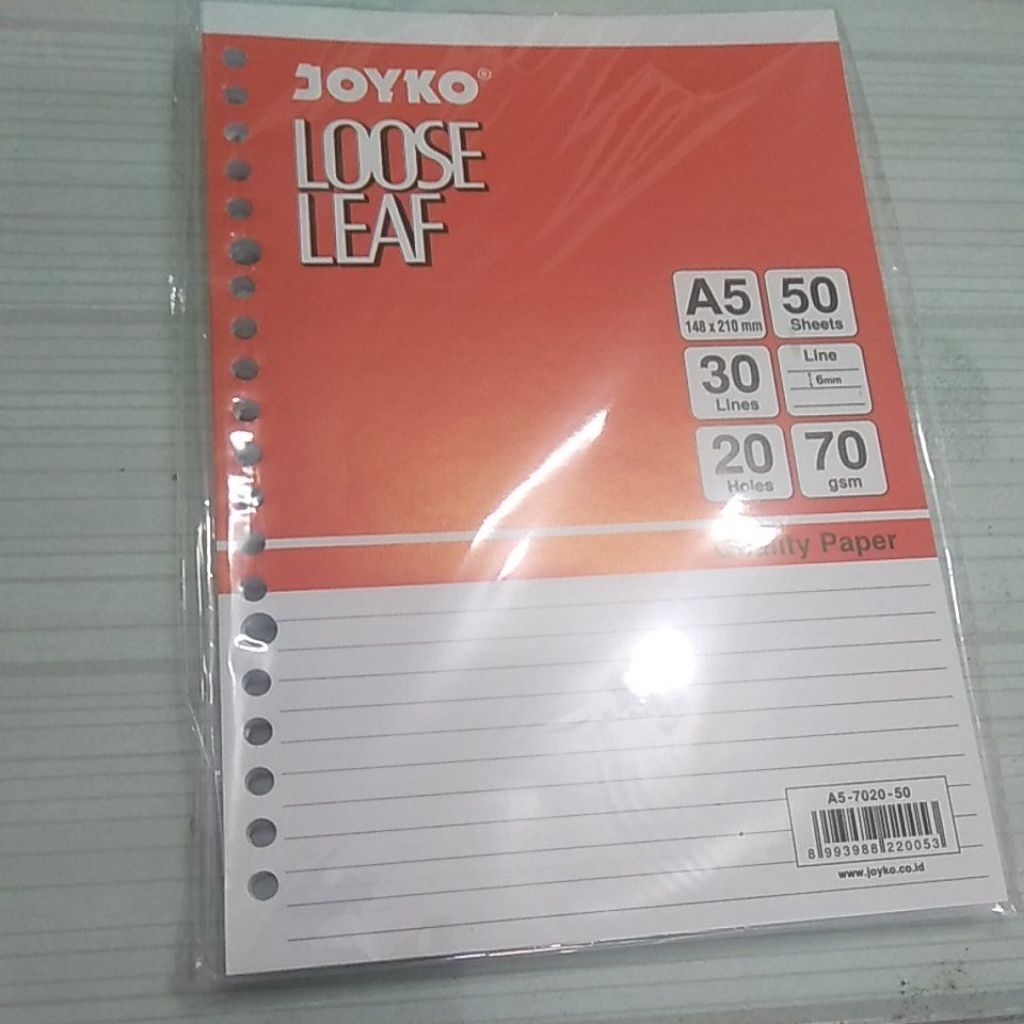 JOYKO®
LOOSE
LEAF
A5
148 x 210 mm
50
Sheets
30
Lines
Line
6mm
20
Holes
70
gsm
Quality Paper
A5-7020-50
8 993988 220053
www.joyko.co.id